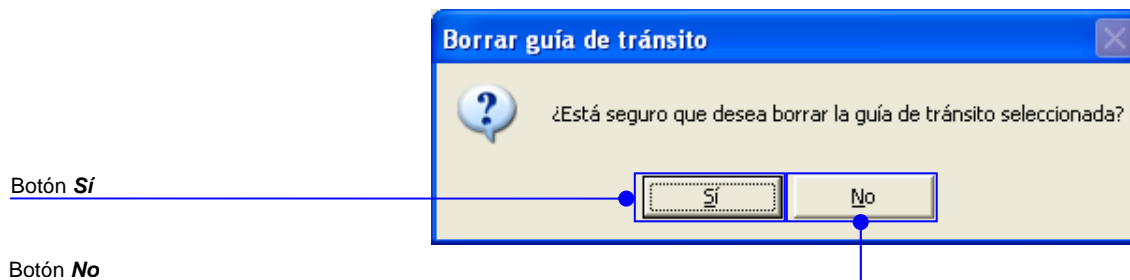 Borrar guía de tránsito
¿Está seguro que desea borrar la guía de tránsito seleccionada?
Botón Sí
Sí
No
Botón No